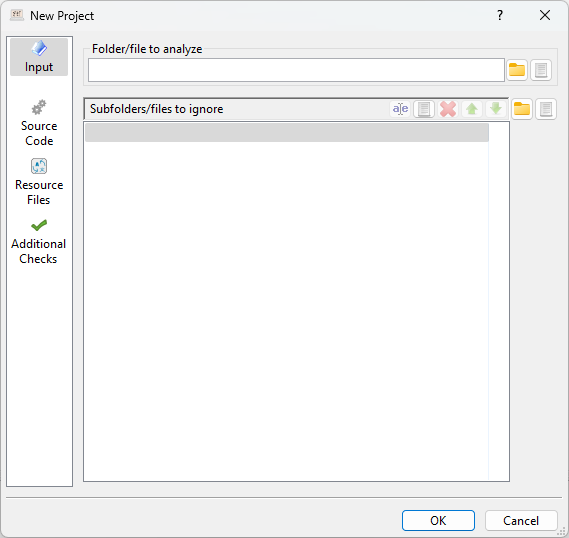 New Project
?
Input
Source
Code
Resource
Files
Additional
Checks
Folder/file to analyze
Subfolders/files to ignore
a/e
OK
Cancel